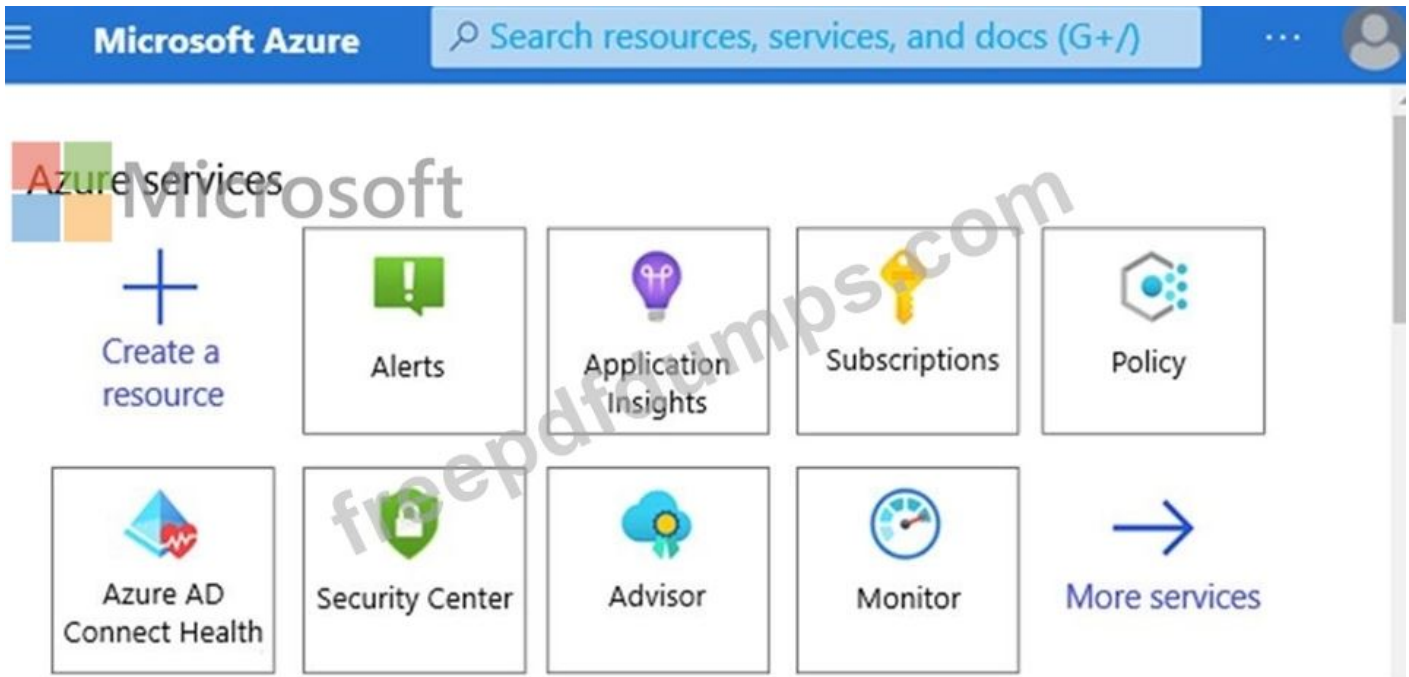 Microsoft Azure
Search resources, services, and docs (G+/)
...
Microsoft
Azure services
freepdfdumps.com
Create a
resource
Alerts
Application
Insights
Subscriptions
Policy
Azure AD
Connect Health
Security Center
Advisor
Monitor
More services